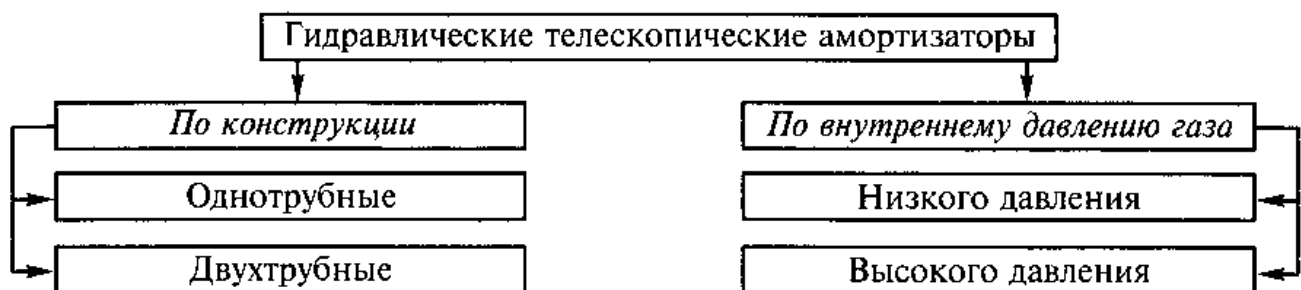 Гидравлические телескопические амортизаторы
По конструкции
По внутреннему давлению газа
Однотрубные
Низкого давления
Двухтрубные
Высокого давления